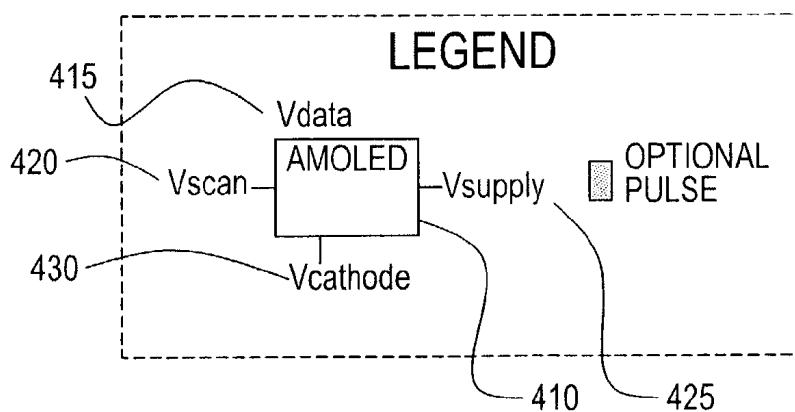 LEGEND
415
Vdata
AMOLED
420
Vscan
Vsupply
OPTIONAL
PULSE
430
Vcathode
410
425